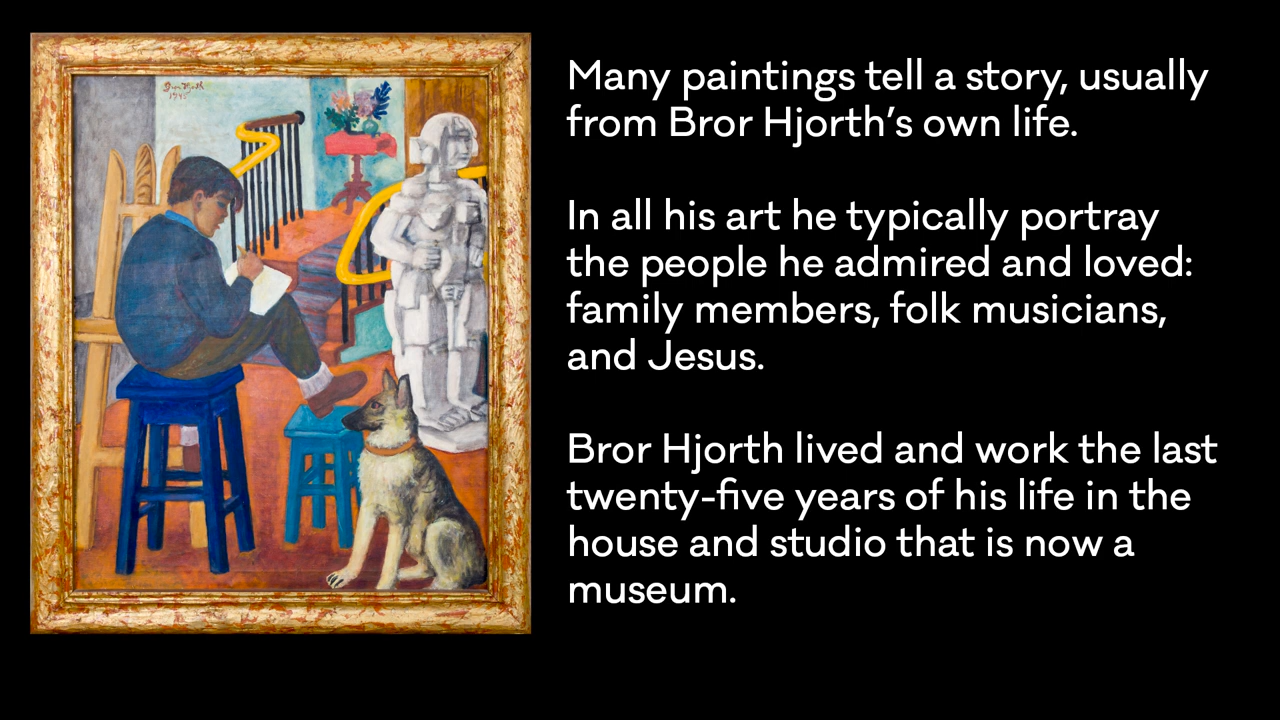 Bror Hjorth
Many paintings tell a story, usually
from Bror Hjorth’s own life.
In all his art he typically portray
the people he admired and loved:
family members, folk musicians,
and Jesus.
Bror Hjorth lived and work the last
twenty-five years of his life in the
house and studio that is now a
museum.